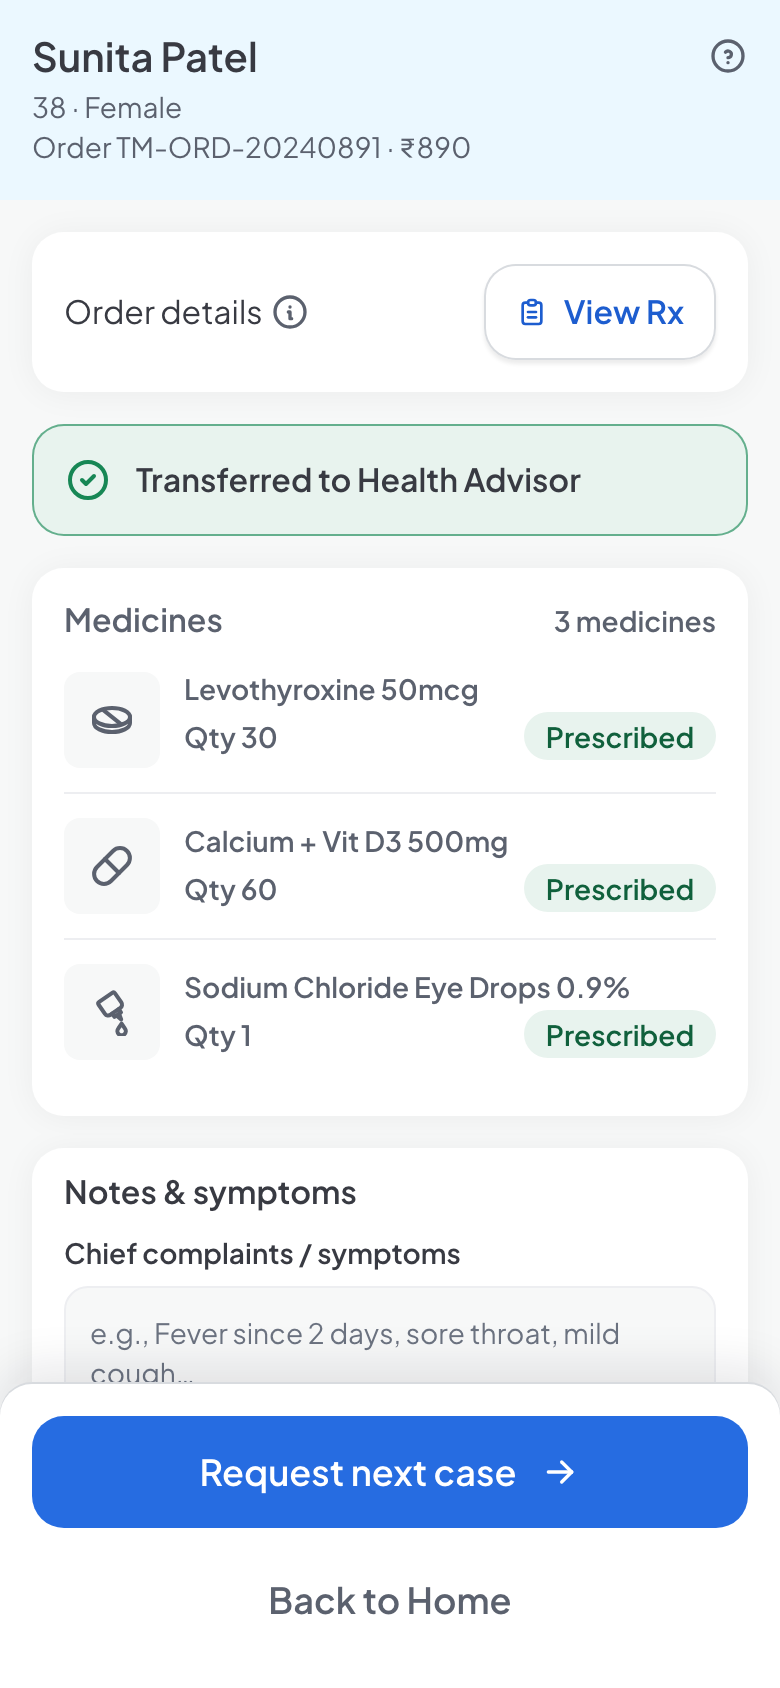 Sunita Patel
38 · Female
Order TM-ORD-20240891 · ₹890
Order details
View Rx
Transferred to Health Advisor
Medicines
3 medicines
Levothyroxine 50mcg
Qty 30
Prescribed
Calcium + Vit D3 500mg
Qty 60
Prescribed
Sodium Chloride Eye Drops 0.9%
Qty 1
Prescribed
Notes & symptoms
Chief complaints / symptoms
e.g., Fever since 2 days, sore throat, mild
cough...
Request next case
Back to Home